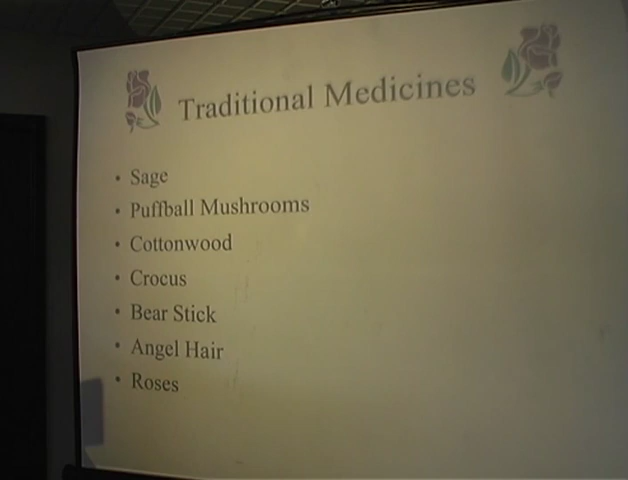 Traditional Medicines
• Sage
• Puffball Mushrooms
• Cottonwood
• Crocus
• Bear Stick
• Angel Hair
• Roses